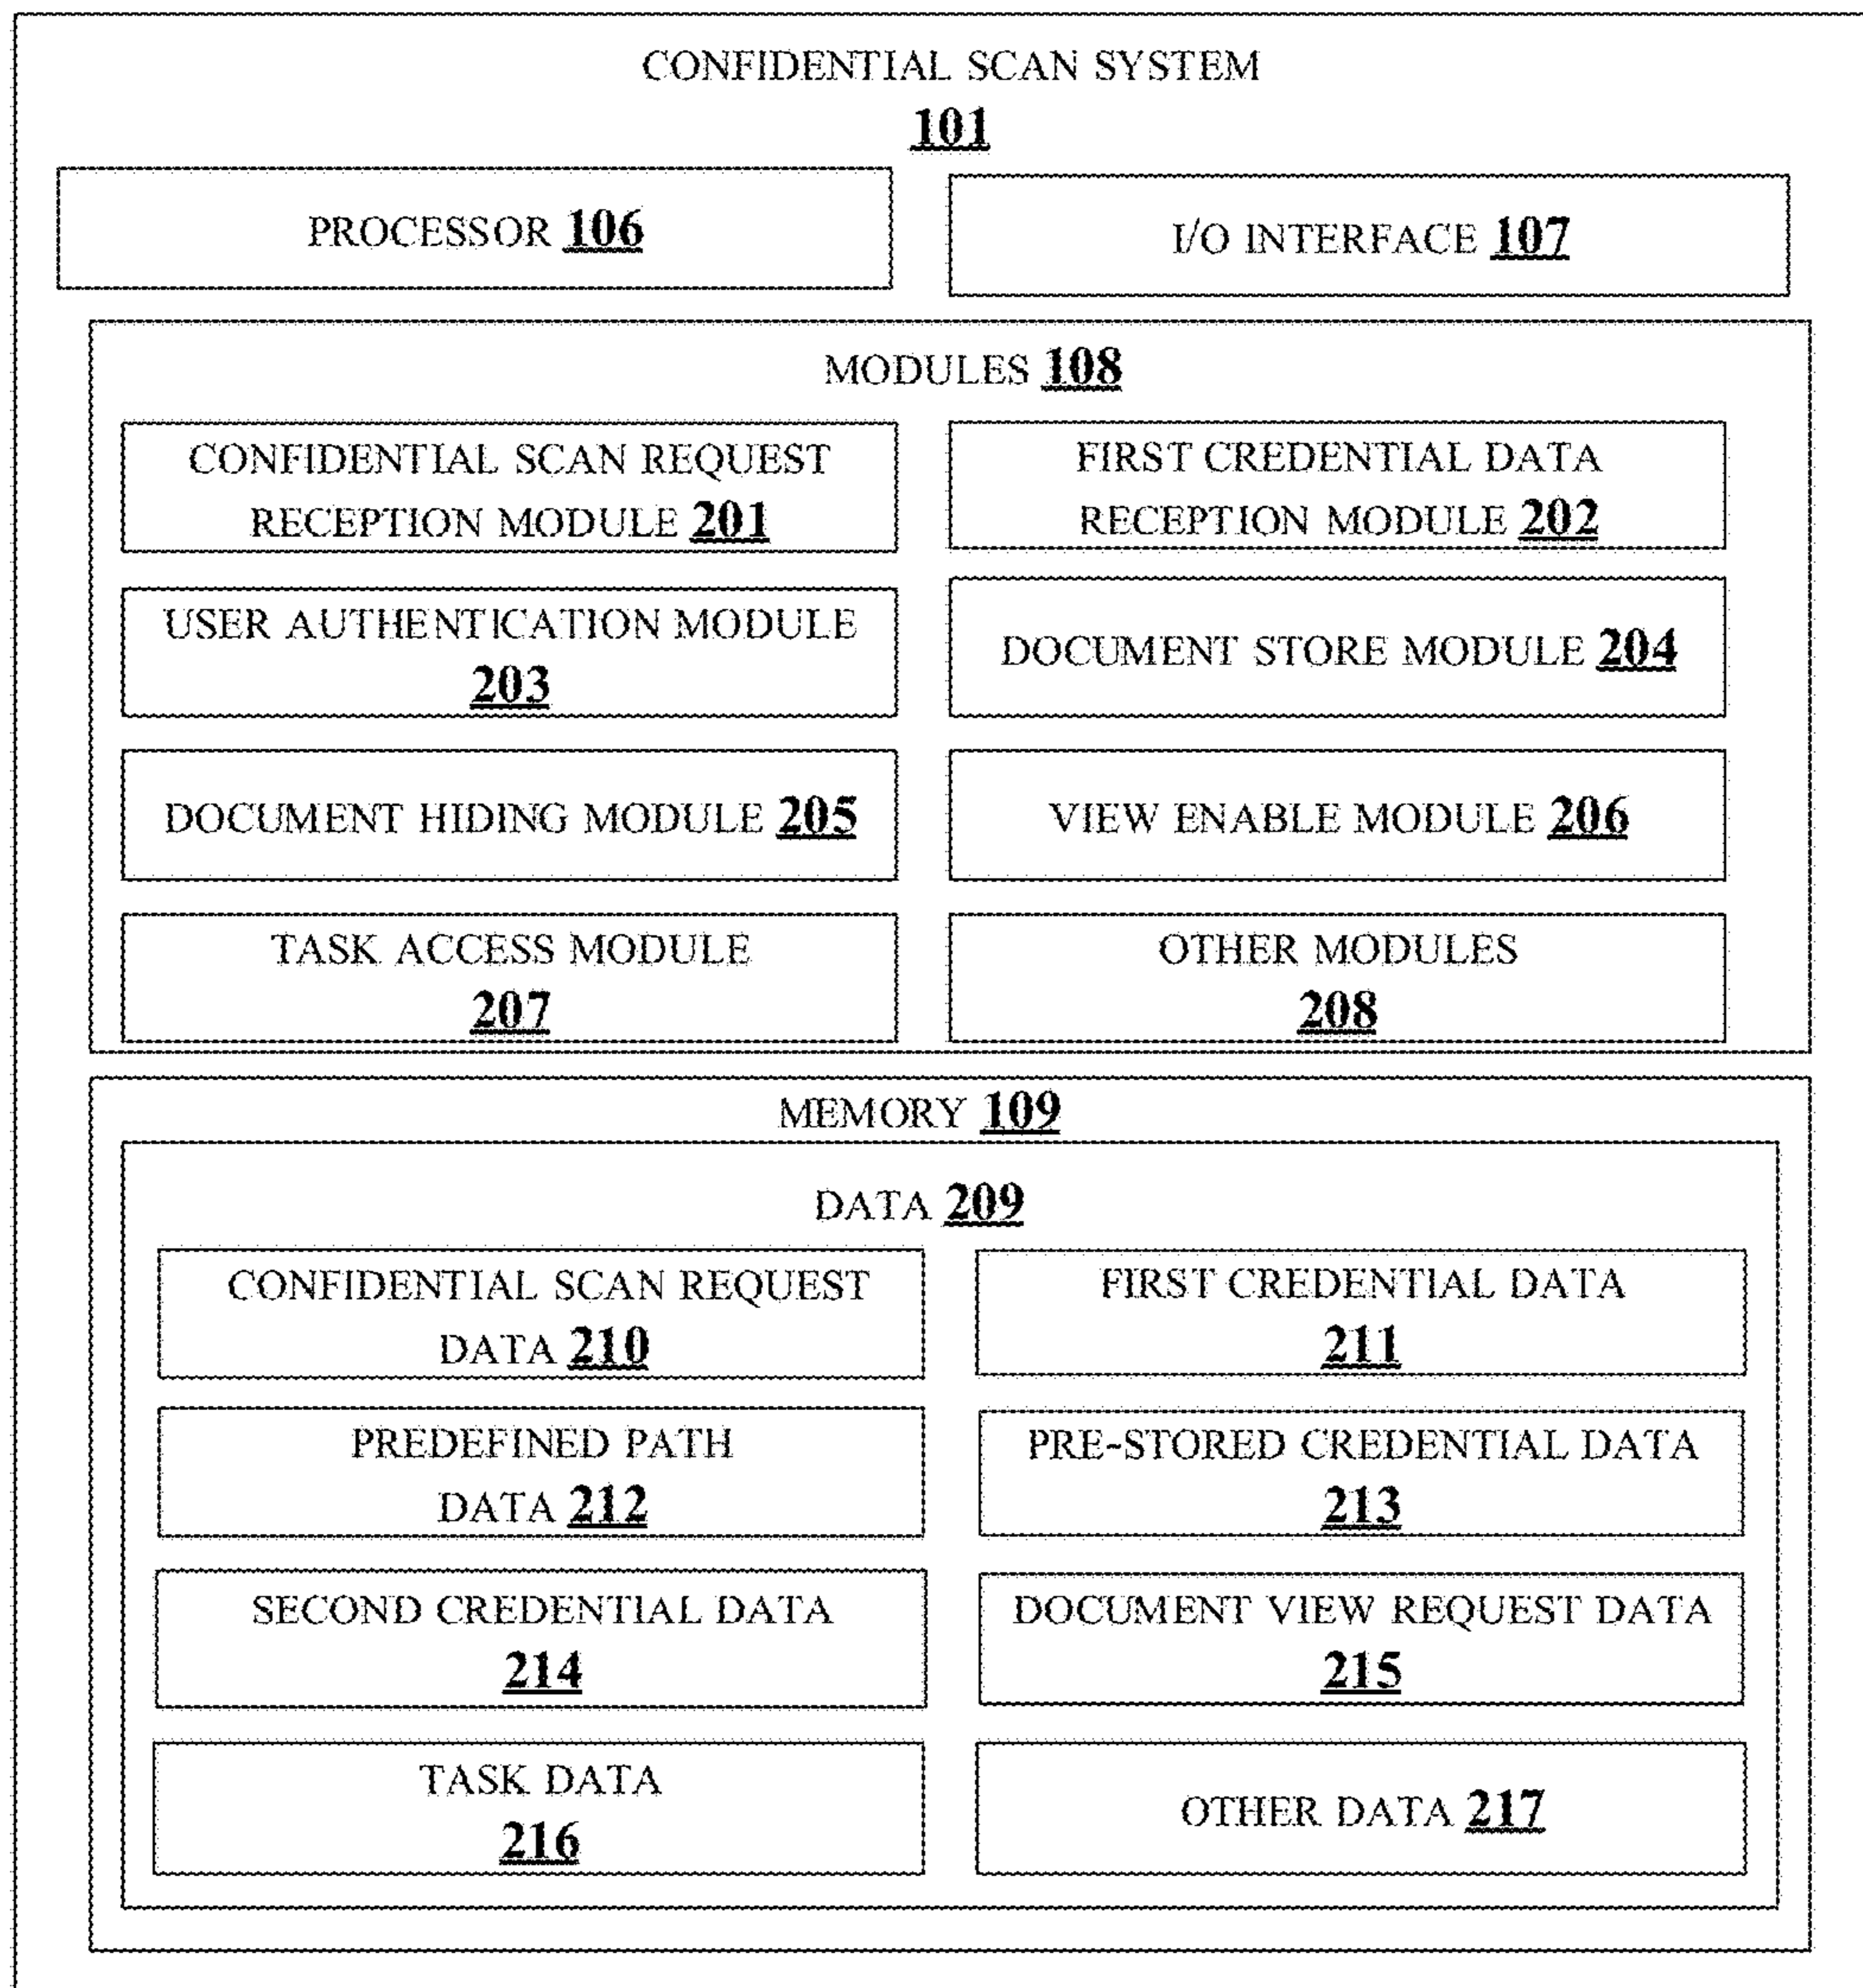 CONFIDENTIAL SCAN SYSTEM
101
PROCESSOR 106
I/O INTERFACE 107
MODULES 108
CONFIDENTIAL SCAN REQUEST
RECEPTION MODULE 201
FIRST CREDENTIAL DATA
RECEPTION MODULE 202
USER AUTHENTICATION MODULE
203
DOCUMENT STORE MODULE 204
DOCUMENT HIDING MODULE 205
VIEW ENABLE MODULE 206
TASK ACCESS MODULE
207
OTHER MODULES
208
MEMORY 109
DATA 209
CONFIDENTIAL SCAN REQUEST
DATA 210
FIRST CREDENTIAL DATA
211
PREDEFINED PATH
DATA 212
PRE-STORED CREDENTIAL DATA
213
SECOND CREDENTIAL DATA
214
DOCUMENT VIEW REQUEST DATA
215
TASK DATA
216
OTHER DATA 217